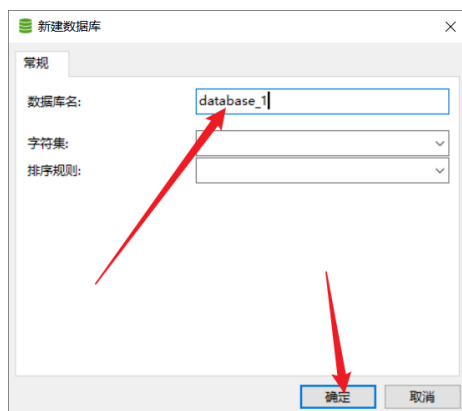 新建数据库
常规
数据库名: database_1
字符集:
排序规则:
确定 取消